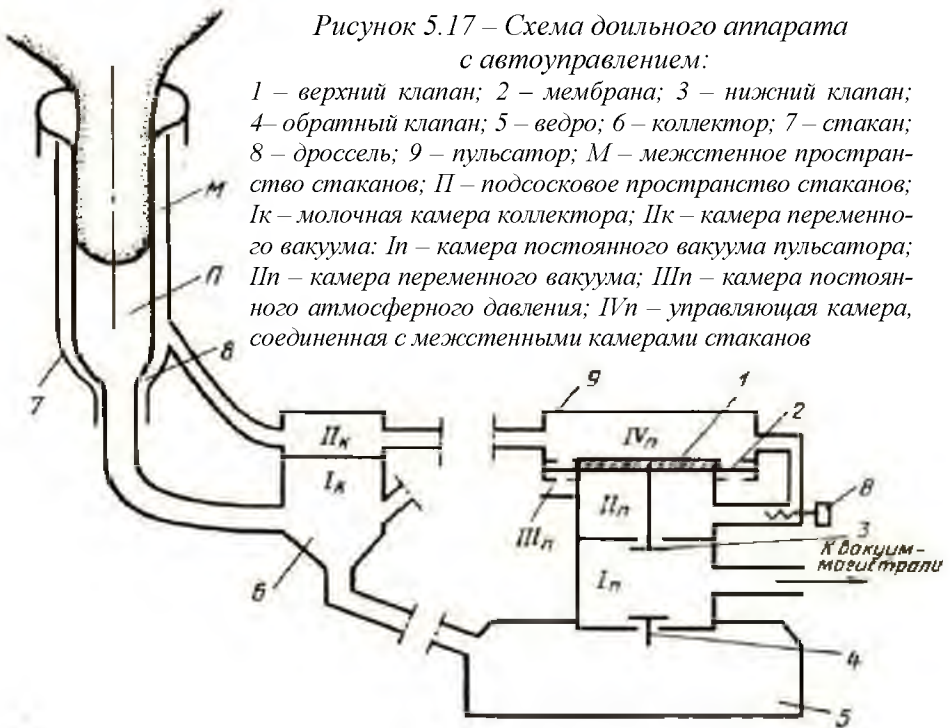 Рисунок 5.17 – Схема доильного аппарата
с автоуправлением:
1 – верхний клапан; 2 – мембрана; 3 – нижний клапан;
4– обратный клапан; 5 – ведро; 6 – коллектор; 7 – стакан;
8 – дроссель; 9 – пульсатор; М – межстенное простран-
ство стаканов; П – подсосковое пространство стаканов;
Iк – молочная камера коллектора; IIк – камера переменно-
го вакуума: Iп – камера постоянного вакуума пульсатора;
IIп – камера переменного вакуума; IIIп – камера постоян-
ного атмосферного давления; IVп – управляющая камера,
соединенная с межстенными камерами стаканов
М
П
8
7
9
1
2
IVп
IIк
Iк
IIп
IIIп
8
3
К вакуум-
магистрали
Iп
6
4
5